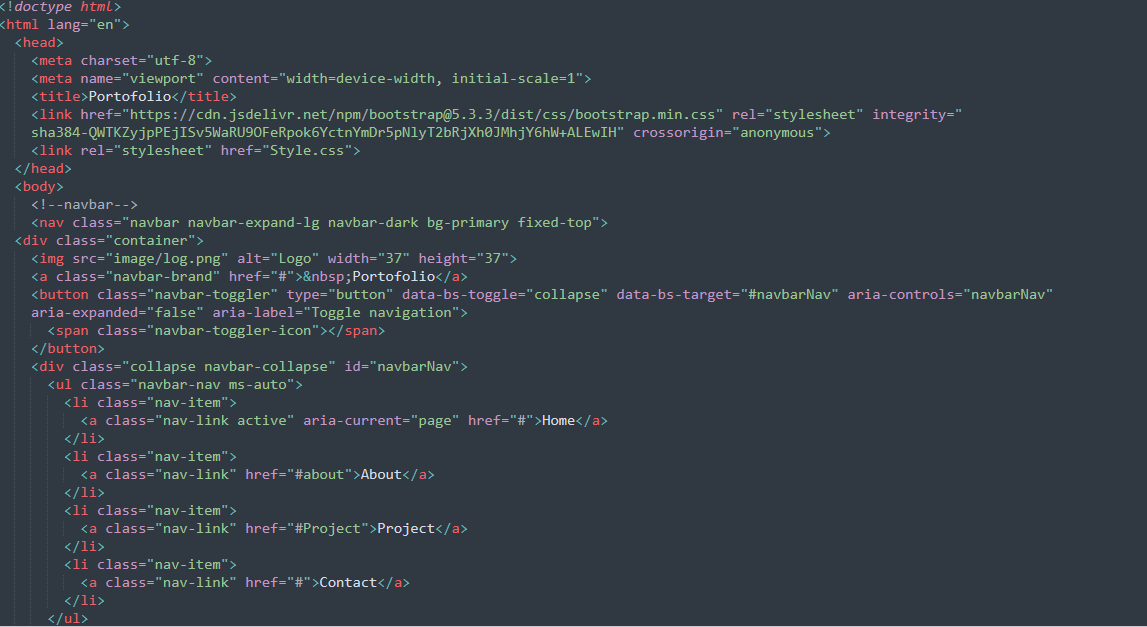 <!doctype html>
<html lang="en">
<head>
<meta charset="utf-8">
<meta name="viewport" content="width=device-width, initial-scale=1">
<title>Portofolio</title>
<link href="https://cdn.jsdelivr.net/npm/bootstrap@5.3.3/dist/css/bootstrap.min.css" rel="stylesheet" integrity="
sha384-QWTKZyjpPEjISv5WaRU9OFeRpok6YctnYmDr5pNlyT2bRjXh0JMhjY6hW+ALEwIH" crossorigin="anonymous">
<link rel="stylesheet" href="Style.css">
</head>
<body>
<!--navbar-->
<nav class="navbar navbar-expand-lg navbar-dark bg-primary fixed-top">
<div class="container">
<img src="image/log.png" alt="Logo" width="37" height="37">
<a class="navbar-brand" href="#">&nbsp;Portofolio</a>
<button class="navbar-toggler" type="button" data-bs-toggle="collapse" data-bs-target="#navbarNav" aria-controls="navbarNav"
aria-expanded="false" aria-label="Toggle navigation">
<span class="navbar-toggler-icon"></span>
</button>
<div class="collapse navbar-collapse" id="navbarNav">
<ul class="navbar-nav ms-auto">
<li class="nav-item">
<a class="nav-link active" aria-current="page" href="#">Home</a>
</li>
<li class="nav-item">
<a class="nav-link" href="#about">About</a>
</li>
<li class="nav-item">
<a class="nav-link" href="#Project">Project</a>
</li>
<li class="nav-item">
<a class="nav-link" href="#">Contact</a>
</li>
</ul>